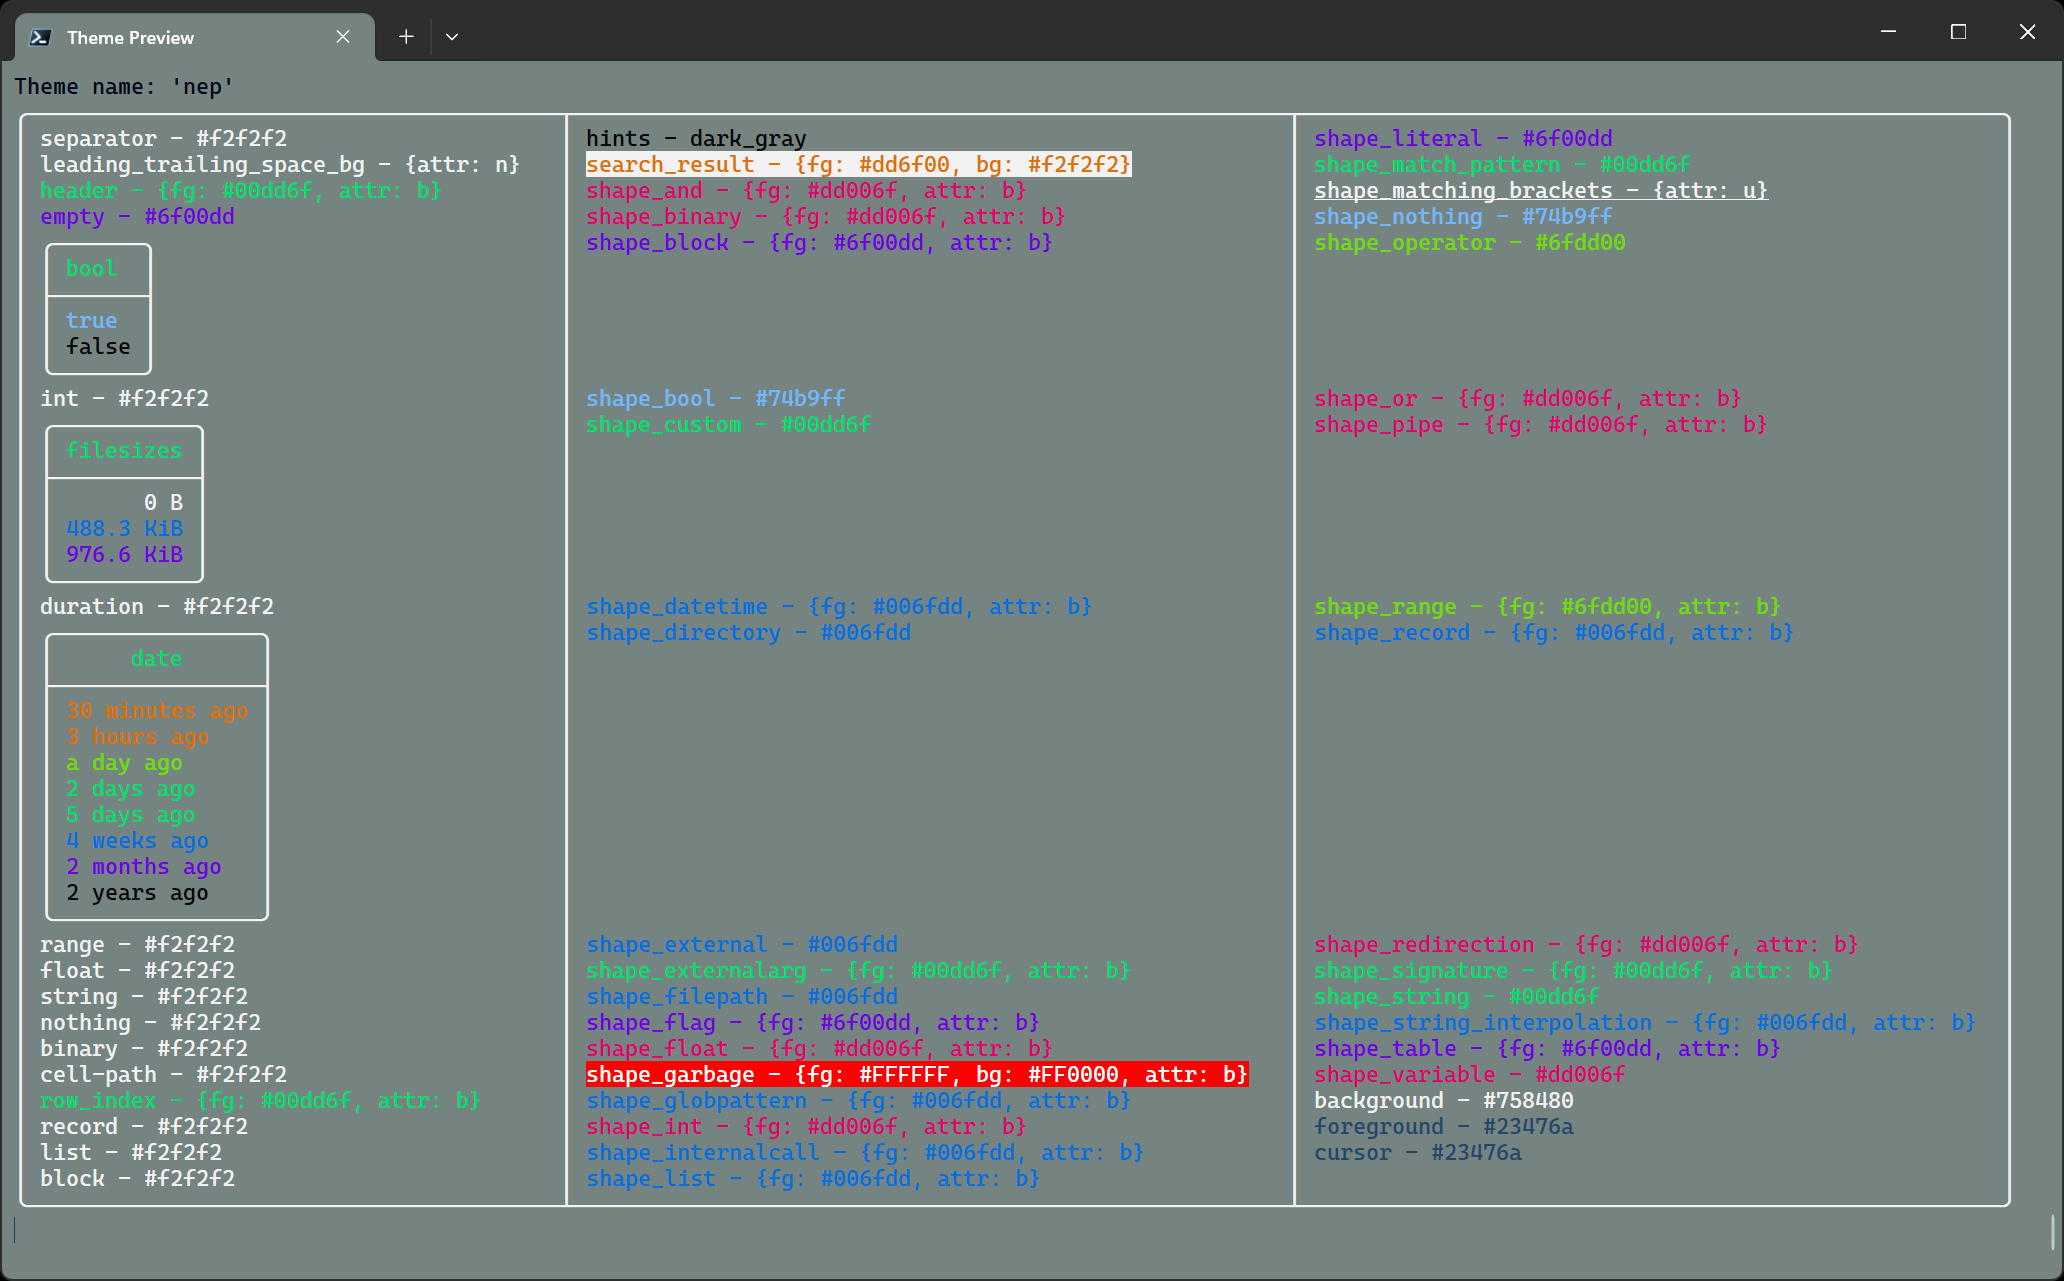 Theme Preview
Theme name: 'nep'
separator - #f2f2f2
leading_trailing_space_bg - {attr: n}
header - {fg: #00dd6f, attr: b}
empty - #6f00dd
bool
true
false
int - #f2f2f2
filesizes
0 B
488.3 KiB
976.6 KiB
duration - #f2f2f2
date
30 minutes ago
3 hours ago
a day ago
2 days ago
5 days ago
4 weeks ago
2 months ago
2 years ago
range - #f2f2f2
float - #f2f2f2
string - #f2f2f2
nothing - #f2f2f2
binary - #f2f2f2
cell-path - #f2f2f2
row_index - {fg: #00dd6f, attr: b}
record - #f2f2f2
list - #f2f2f2
block - #f2f2f2
hints - dark_gray
search_result - {fg: #dd6f00, bg: #f2f2f2}
shape_and - {fg: #dd006f, attr: b}
shape_binary - {fg: #dd006f, attr: b}
shape_block - {fg: #6f00dd, attr: b}
shape_bool - #74b9ff
shape_custom - #00dd6f
shape_datetime - {fg: #006fdd, attr: b}
shape_directory - #006fdd
shape_external - #006fdd
shape_externalarg - {fg: #00dd6f, attr: b}
shape_filepath - #006fdd
shape_flag - {fg: #6f00dd, attr: b}
shape_float - {fg: #dd006f, attr: b}
shape_garbage - {fg: #FFFFFF, bg: #FF0000, attr: b}
shape_globpattern - {fg: #006fdd, attr: b}
shape_int - {fg: #dd006f, attr: b}
shape_internalcall - {fg: #006fdd, attr: b}
shape_list - {fg: #006fdd, attr: b}
shape_literal - #6f00dd
shape_match_pattern - #00dd6f
shape_matching_brackets - {attr: u}
shape_nothing - #74b9ff
shape_operator - #6fdd00
shape_or - {fg: #dd006f, attr: b}
shape_pipe - {fg: #dd006f, attr: b}
shape_range - {fg: #6fdd00, attr: b}
shape_record - {fg: #006fdd, attr: b}
shape_redirection - {fg: #dd006f, attr: b}
shape_signature - {fg: #00dd6f, attr: b}
shape_string - #00dd6f
shape_string_interpolation - {fg: #006fdd, attr: b}
shape_table - {fg: #6f00dd, attr: b}
shape_variable - #dd006f
background - #758480
foreground - #23476a
cursor - #23476a